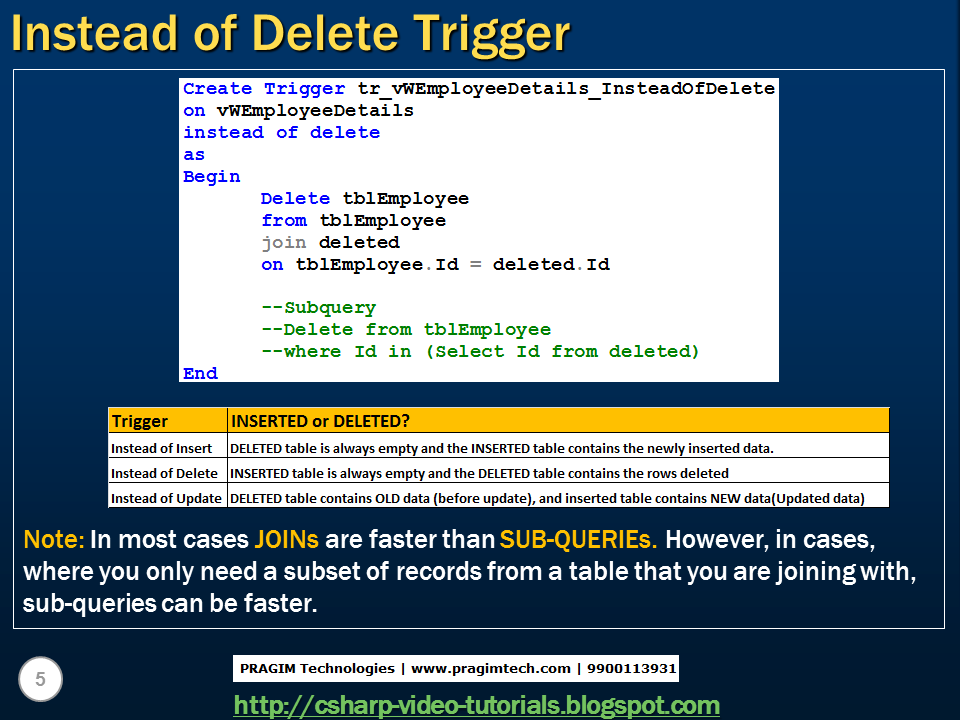 Instead of Delete Trigger
Create Trigger tr_vWEmployeeDetails_InsteadOfDelete
on vWEmployeeDetails
instead of delete
as
Begin
Delete tblEmployee
from tblEmployee
join deleted
on tblEmployee.Id = deleted.Id
--Subquery
--Delete from tblEmployee
--where Id in (Select Id from deleted)
End
Trigger INSERTED or DELETED?
Instead of Insert DELETED table is always empty and the INSERTED table contains the newly inserted data.
Instead of Delete INSERTED table is always empty and the DELETED table contains the rows deleted
Instead of Update DELETED table contains OLD data (before update), and inserted table contains NEW data(Updated data)
Note: In most cases JOINs are faster than SUB-QUERIEs. However, in cases,
where you only need a subset of records from a table that you are joining with,
sub-queries can be faster.
5
PRAGIM Technologies | www.pragimtech.com | 9900113931
http://csharp-video-tutorials.blogspot.com